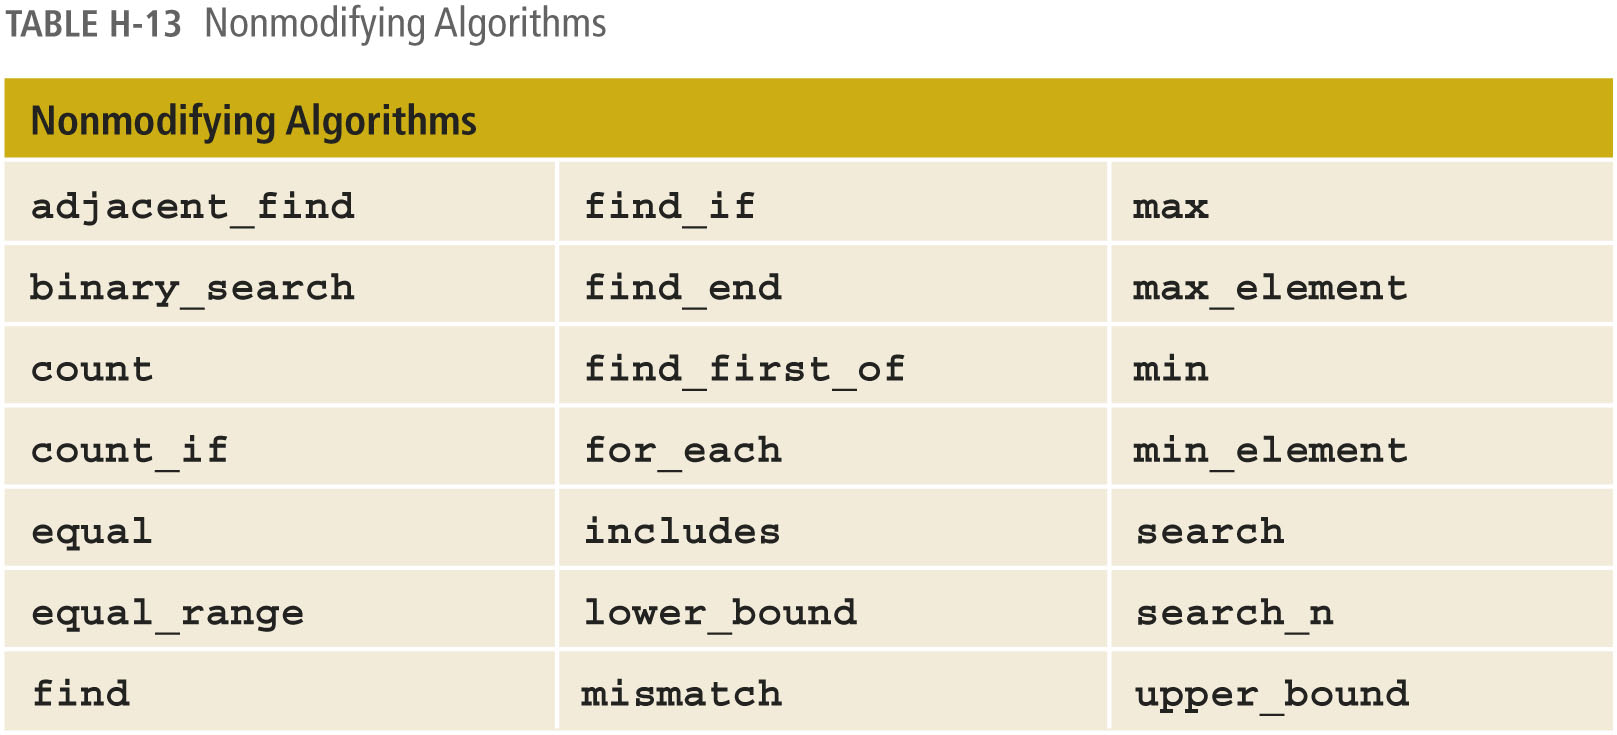 TABLE H-13 Nonmodifying Algorithms
Nonmodifying Algorithms
adjacent_find find_if max
binary_search find_end max_element
count find_first_of min
count_if for_each min_element
equal includes search
equal_range lower_bound search_n
find mismatch upper_bound